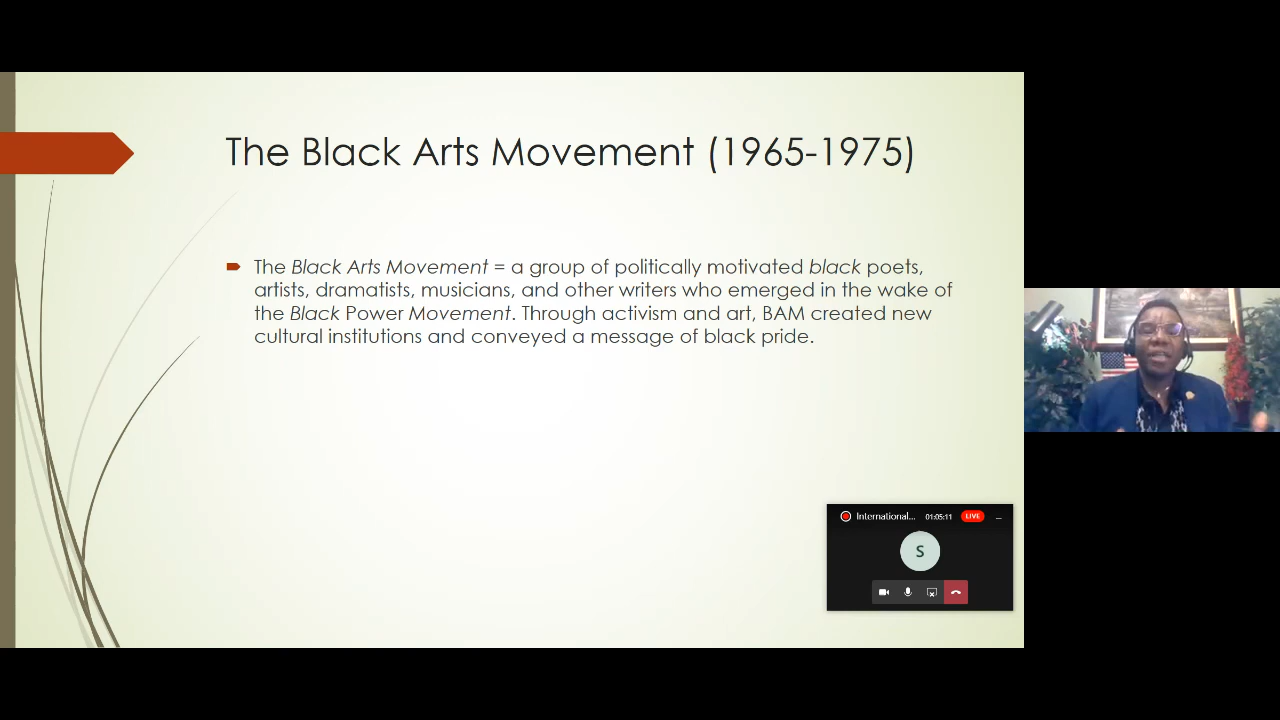 The Black Arts Movement (1965-1975)
The Black Arts Movement = a group of politically motivated black poets,
artists, dramatists, musicians, and other writers who emerged in the wake of
the Black Power Movement. Through activism and art, BAM created new
cultural institutions and conveyed a message of black pride.
International... 01:05:11 LIVE
S